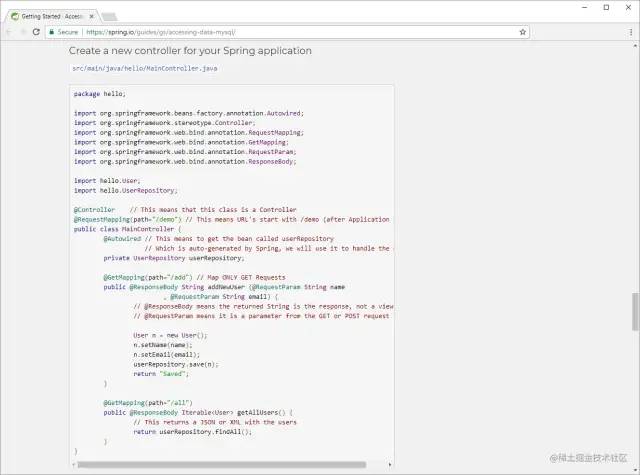 Getting Started · Access
Secure | https://spring.io/guides/gs/accessing-data-mysql/
Create a new controller for your Spring application
src/main/java/hello/MainController.java
package hello;
import org.springframework.beans.factory.annotation.Autowired;
import org.springframework.stereotype.Controller;
import org.springframework.web.bind.annotation.RequestMapping;
import org.springframework.web.bind.annotation.GetMapping;
import org.springframework.web.bind.annotation.RequestParam;
import org.springframework.web.bind.annotation.ResponseBody;
import hello.User;
import hello.UserRepository;
@Controller    // This means that this class is a Controller
@RequestMapping(path="/demo") // This means URL's start with /demo (after Application
public class MainController {
@Autowired // This means to get the bean called userRepository
// Which is auto-generated by Spring, we will use it to handle the
private UserRepository userRepository;
@GetMapping(path="/add") // Map ONLY GET Requests
public @ResponseBody String addNewUser (@RequestParam String name
, @RequestParam String email) {
// @ResponseBody means the returned String is the response, not a view
// @RequestParam means it is a parameter from the GET or POST request
User n = new User();
n.setName(name);
n.setEmail(email);
userRepository.save(n);
return "Saved";
}
@GetMapping(path="/all")
public @ResponseBody Iterable<User> getAllUsers() {
// This returns a JSON or XML with the users
return userRepository.findAll();
}
}
@稀土掘金技术社区